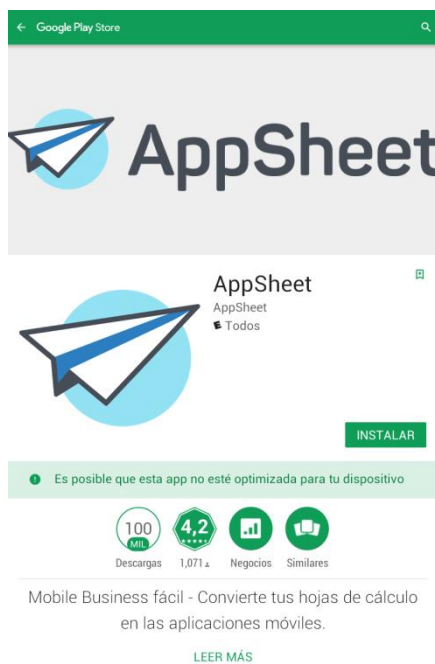 Google Play Store
AppSheet
AppSheet
AppSheet
E Todos
INSTALAR
Es posible que esta app no esté optimizada para tu dispositivo
100
MIL
4,2
Descargas
1,071
Negocios
Similares
Mobile Business fácil - Convierte tus hojas de cálculo
en las aplicaciones móviles.
LEER MÁS